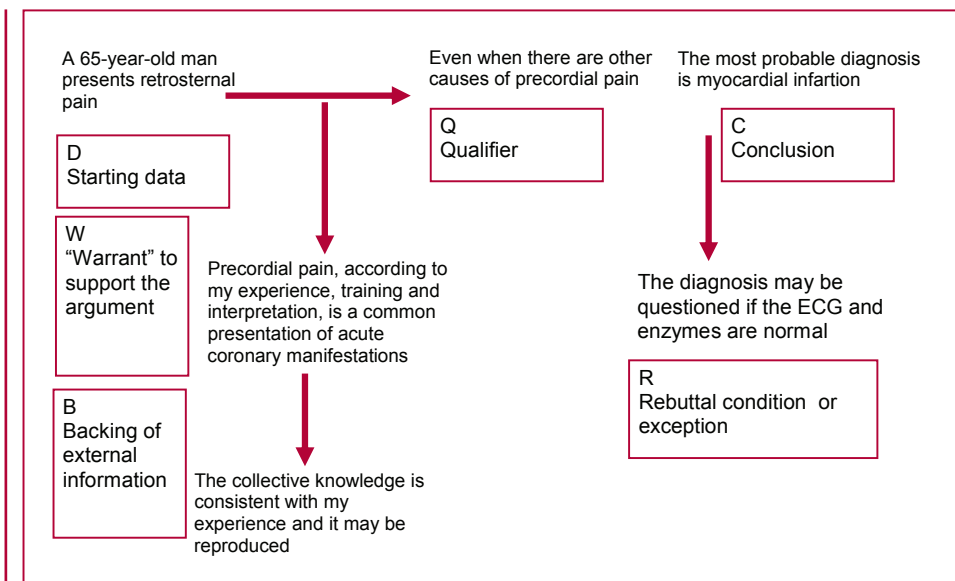 A 65-year-old man
presents retrosternal
pain
Even when there are other
causes of precordial pain
The most probable diagnosis
is myocardial infartion
D
Starting data
Q
Qualifier
C
Conclusion
W
“Warrant” to
support the
argument
Precordial pain, according to
my experience, training and
interpretation, is a common
presentation of acute
coronary manifestations
The diagnosis may be
questioned if the ECG and
enzymes are normal
R
Rebuttal condition or
exception
B
Backing of
external
information
The collective knowledge is
consistent with my
experience and it may be
reproduced